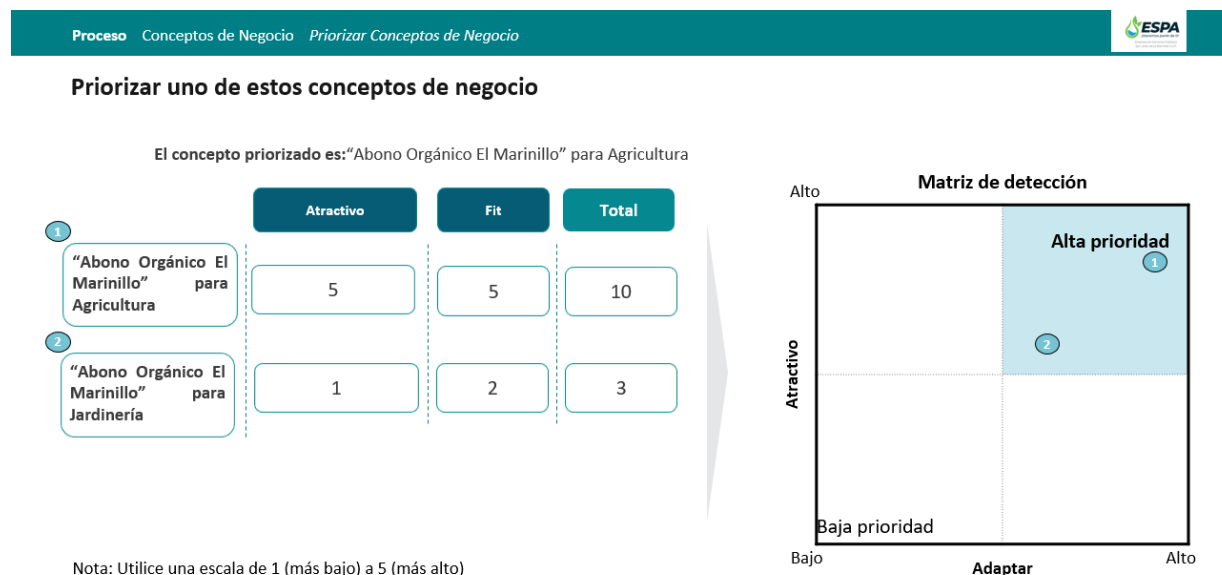 Proceso Conceptos de Negocio Priorizar Conceptos de Negocio
ESPA
Priorizar uno de estos conceptos de negocio
El concepto priorizado es:“Abono Orgánico El Marinillo” para Agricultura
Atractivo Fit Total
1
“Abono Orgánico El
Marinillo” para
Agricultura
5 5 10
2
“Abono Orgánico El
Marinillo” para
Jardinería
1 2 3
Nota: Utilice una escala de 1 (más bajo) a 5 (más alto)
Matriz de detección
Alto
Alta prioridad
1
2
Atractivo
Baja prioridad
Bajo
Adaptar
Alto